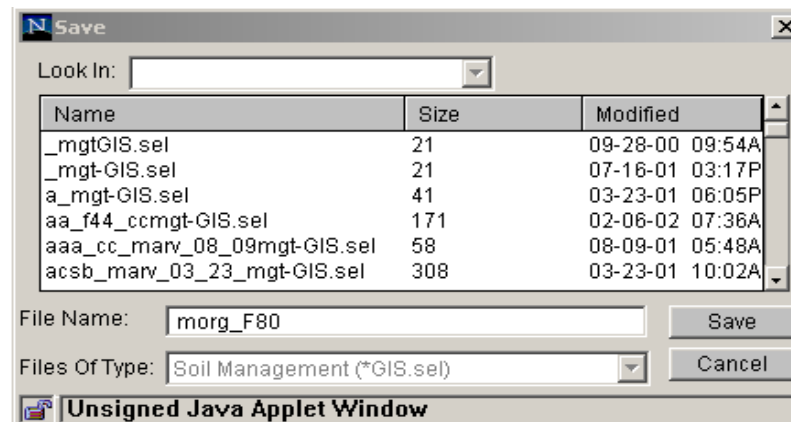 N Save
Look In:
Name Size Modified
_mgtGIS.sel 21 09-28-00 09:54A
_mgt-GIS.sel 21 07-16-01 03:17P
a_mgt-GIS.sel 41 03-23-01 06:05P
aa_f44_ccmgt-GIS.sel 171 02-06-02 07:36A
aaa_cc_marv_08_09mgt-GIS.sel 58 08-09-01 05:48A
acsb_marv_03_23_mgt-GIS.sel 308 03-23-01 10:02A
File Name: morg_F80 Save
Files Of Type: Soil Management (*GIS.sel) Cancel
Unsigned Java Applet Window